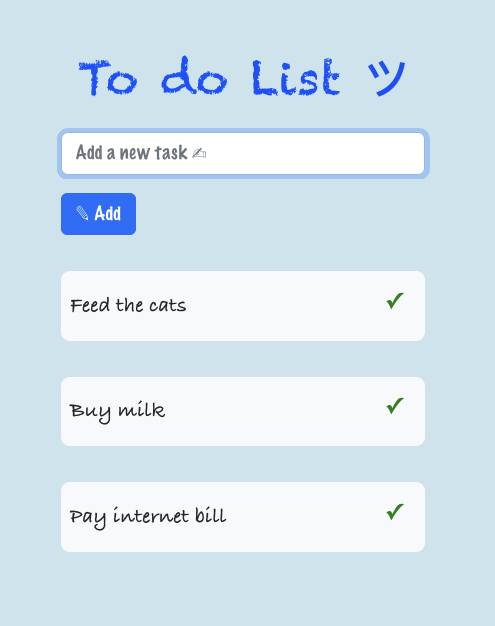 To do List ツ
Add a new task ✍
✎ Add
Feed the cats ✓
Buy milk ✓
Pay internet bill ✓